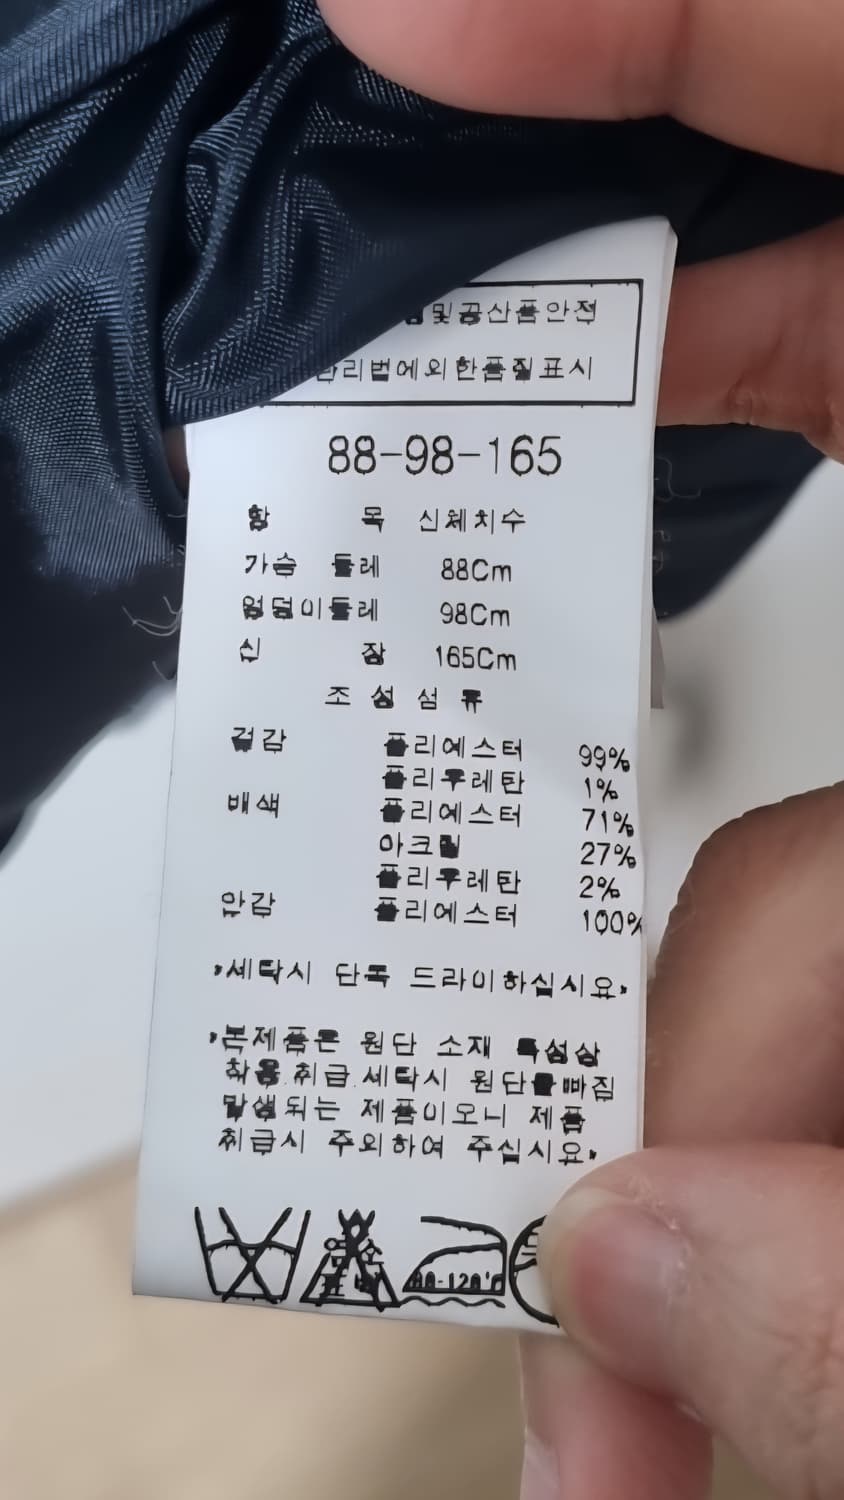 및공산품안전
리법에의한품질표시
88-98-165
항 목 신체치수
가슴 둘레 88Cm
엉덩이둘레 98Cm
신 장 165Cm
조 성 섬 유
겉감 폴리에스터 99%
폴리우레탄 1%
배색 폴리에스터 71%
아크릴 27%
폴리우레탄 2%
안감 폴리에스터 100%
*세탁시 단독 드라이하십시요*
*본제품은 원단 소재 특성상
착용.취급.세탁시 원단올빠짐
발생되는 제품이오니 제품
취급시 주의하여 주십시요*
염소
표백
80-120'C
드